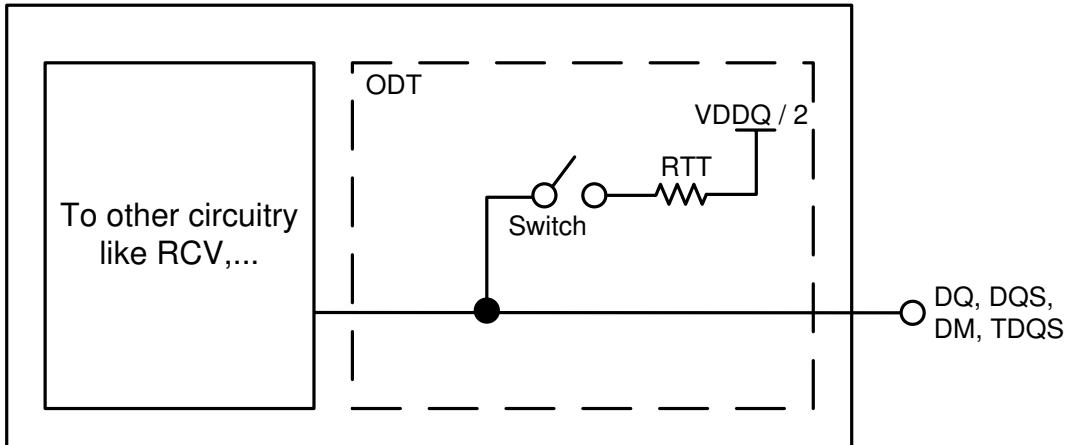 ODT
VDDQ / 2
RTT
Switch
To other circuitry
like RCV,...
DQ, DQS,
DM, TDQS